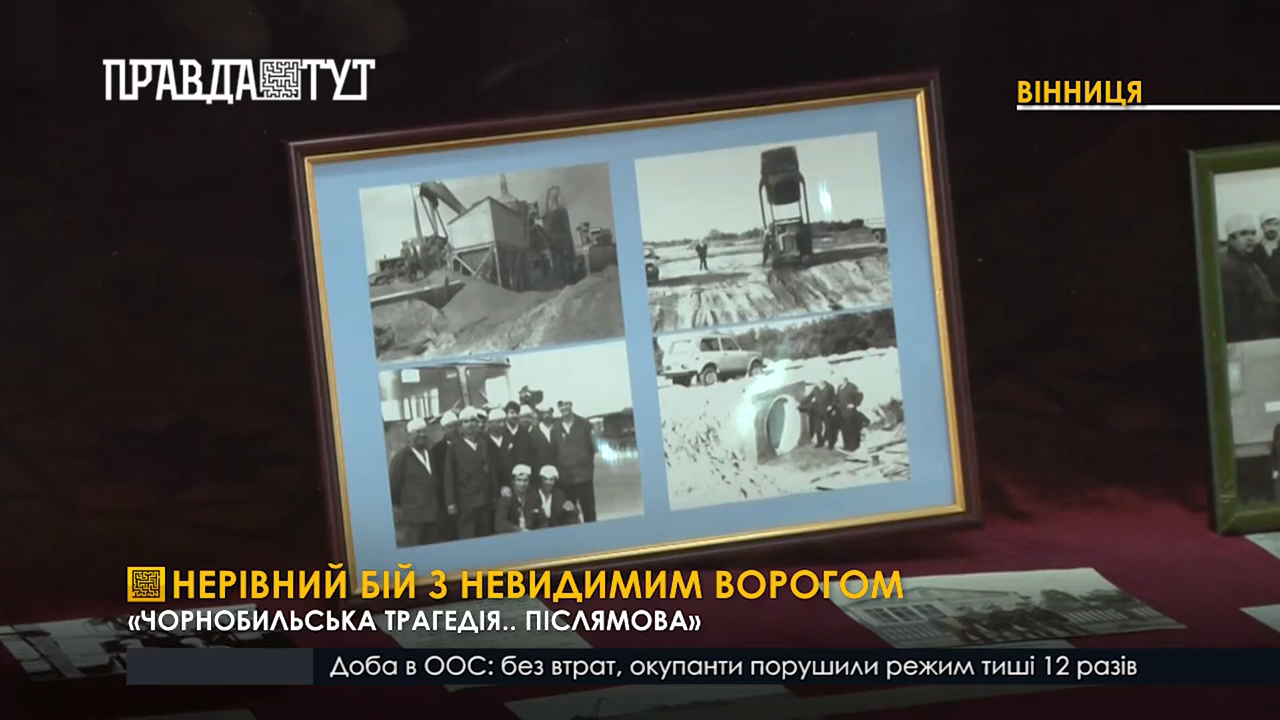 ПРАВДА ТУТ
ВІННИЦЯ
НЕРІВНИЙ БІЙ З НЕВИДИМИМ ВОРОГОМ
«ЧОРНОБИЛЬСЬКА ТРАГЕДІЯ.. ПІСЛЯМОВА»
Доба в ООС: без втрат, окупанти порушили режим тиші 12 разів